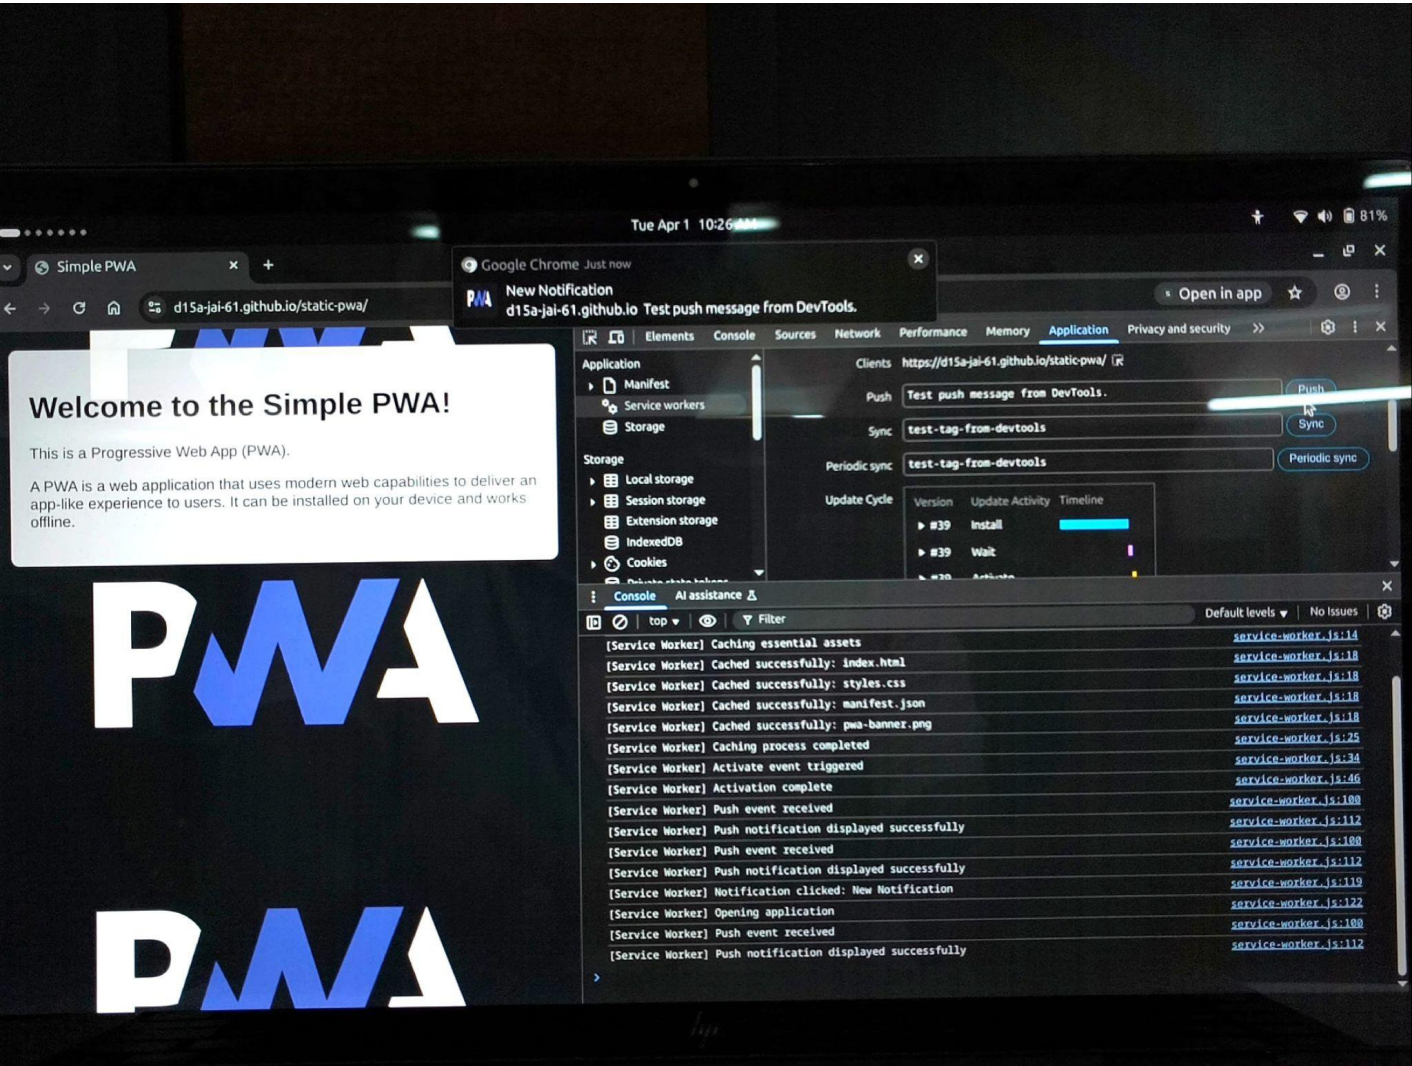 Tue Apr 1 10:26
81%
Simple PWA
d15a-jai-61.github.io/static-pwa/
Open in app
Google Chrome Just now
New Notification
d15a-jai-61.github.io Test push message from DevTools.
PWA
Welcome to the Simple PWA!
This is a Progressive Web App (PWA).
A PWA is a web application that uses modern web capabilities to deliver an
app-like experience to users. It can be installed on your device and works
offline.
PWA
PWA
Elements Console Sources Network Performance Memory Application Privacy and security
Application
Manifest
Service workers
Storage
Storage
Local storage
Session storage
Extension storage
IndexedDB
Cookies
Private state tokens
Clients https://d15a-jai-61.github.io/static-pwa/
Push Test push message from DevTools. Push
Sync test-tag-from-devtools Sync
Periodic sync test-tag-from-devtools Periodic sync
Update Cycle Version Update Activity Timeline
#39 Install
#39 Wait
#39 Activate
Console AI assistance
top Filter Default levels No Issues
[Service Worker] Caching essential assets service-worker.js:14
[Service Worker] Cached successfully: index.html service-worker.js:18
[Service Worker] Cached successfully: styles.css service-worker.js:18
[Service Worker] Cached successfully: manifest.json service-worker.js:18
[Service Worker] Cached successfully: pwa-banner.png service-worker.js:18
[Service Worker] Caching process completed service-worker.js:25
[Service Worker] Activate event triggered service-worker.js:34
[Service Worker] Activation complete service-worker.js:46
[Service Worker] Push event received service-worker.js:100
[Service Worker] Push notification displayed successfully service-worker.js:112
[Service Worker] Push event received service-worker.js:100
[Service Worker] Push notification displayed successfully service-worker.js:112
[Service Worker] Notification clicked: New Notification service-worker.js:119
[Service Worker] Opening application service-worker.js:122
[Service Worker] Push event received service-worker.js:100
[Service Worker] Push notification displayed successfully service-worker.js:112
hp